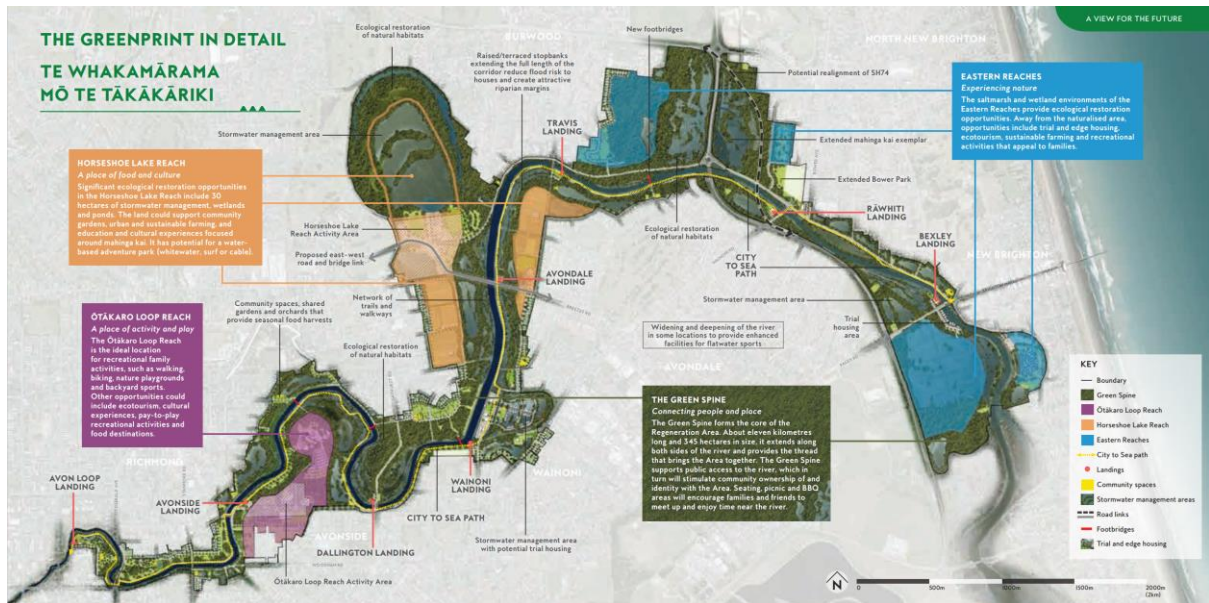 A VIEW FOR THE FUTURE
THE GREENPRINT IN DETAIL
TE WHAKAMĀRAMA
MŌ TE TĀKĀKĀRIKI
Ecological restoration
of natural habitats
BURWOOD
Raised/terraced stopbanks
extending the full length of the
corridor reduce flood risk to
houses and create attractive
riparian margins
New footbridges
NORTH NEW BRIGHTON
Potential realignment of SH74
Stormwater management area
TRAVIS
LANDING
Extended mahinga kai exemplar
EASTERN REACHES
Experiencing nature
The saltmarsh and wetland environments of the
Eastern Reaches provide ecological restoration
opportunities. Away from the naturalised area,
opportunities include trial and edge housing,
ecotourism, sustainable farming and recreational
activities that appeal to families.
HORSESHOE LAKE REACH
A place of food and culture
Significant ecological restoration opportunities
in the Horseshoe Lake Reach include 30
hectares of stormwater management, wetlands
and ponds. The land could support community
gardens, urban and sustainable farming, and
education and cultural experiences focused
around mahinga kai. It has potential for a water-
based adventure park (whitewater, surf or cable).
Extended Bower Park
Horseshoe Lake
Reach Activity Area
Proposed east-west
road and bridge link
Ecological restoration
of natural habitats
RĀWHITI
LANDING
BEXLEY
LANDING
CITY
TO SEA
PATH
NEW BRIGHTON
AVONDALE
LANDING
Network of
trails and
walkways
Stormwater management area
Trial
housing
area
Community spaces, shared
gardens and orchards that
provide seasonal food harvests
ŌTĀKARO LOOP REACH
A place of activity and play
The Ōtākaro Loop Reach
is the ideal location
for recreational family
activities, such as walking,
biking, nature playgrounds
and backyard sports.
Other opportunities could
include ecotourism, cultural
experiences, pay-to-play
recreational activities and
food destinations.
Ecological restoration
of natural habitats
Widening and deepening of the river
in some locations to provide enhanced
facilities for flatwater sports
AVONDALE
THE GREEN SPINE
Connecting people and place
The Green Spine forms the core of the
Regeneration Area. About eleven kilometres
long and 345 hectares in size, it extends along
both sides of the river and provides the thread
that brings the Area together. The Green Spine
supports public access to the river, which in
turn will stimulate community ownership of and
identity with the Area. Seating, picnic and BBQ
areas will encourage families and friends to
meet up and enjoy time near the river.
KEY
Boundary
Green Spine
Ōtākaro Loop Reach
Horseshoe Lake Reach
Eastern Reaches
City to Sea path
Landings
Community spaces
Stormwater management areas
Road links
Footbridges
Trial and edge housing
RICHMOND
WAINONI
AVON LOOP
LANDING
AVONSIDE
LANDING
WAINONI
LANDING
CITY TO SEA PATH
AVONSIDE
DALLINGTON LANDING
Stormwater management area
with potential trial housing
Ōtākaro Loop Reach Activity Area
N
0
500m
1000m
1500m
2000m
(2km)